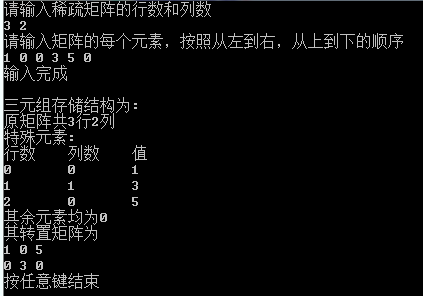 请输入稀疏矩阵的行数和列数
3 2
请输入矩阵的每个元素，按照从左到右，从上到下的顺序
1 0 0 3 5 0
输入完成
三元组存储结构为：
原矩阵共3行2列
特殊元素：
行数 列数 值
0 0 1
1 1 3
2 0 5
其余元素均为0
其转置矩阵为
1 0 5
0 3 0
按任意键结束